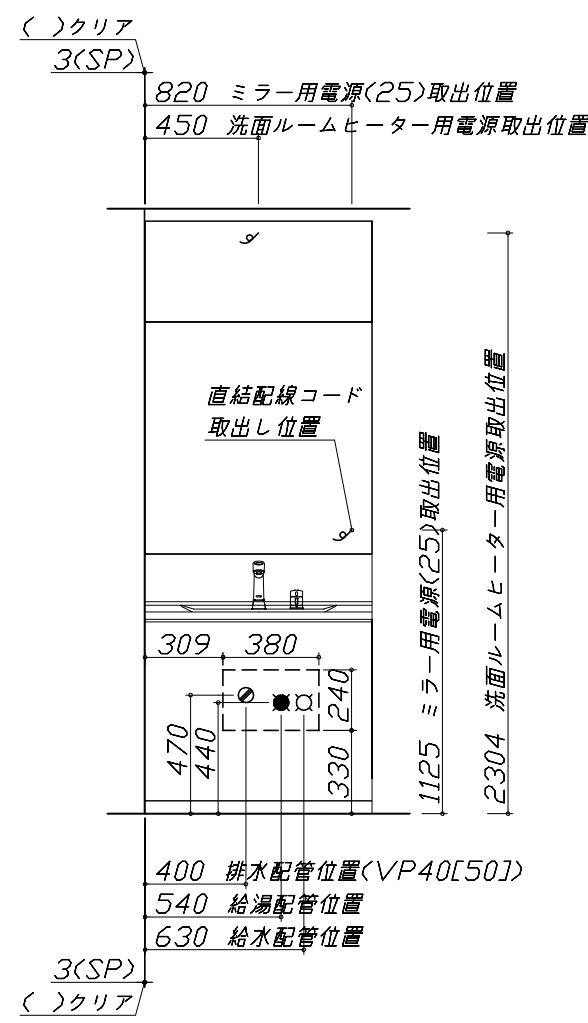 ( )クリア
3(SP)
820 ミラー用電源(25)取出位置
450 洗面ルームヒーター用電源取出位置
直結配線コード
取出し位置
1125 ミラー用電源(25)取出位置
2304 洗面ルームヒーター用電源取出位置
309 380
240
470
440
330
400 排水配管位置(VP40[50])
540 給湯配管位置
630 給水配管位置
3(SP)
( )クリア